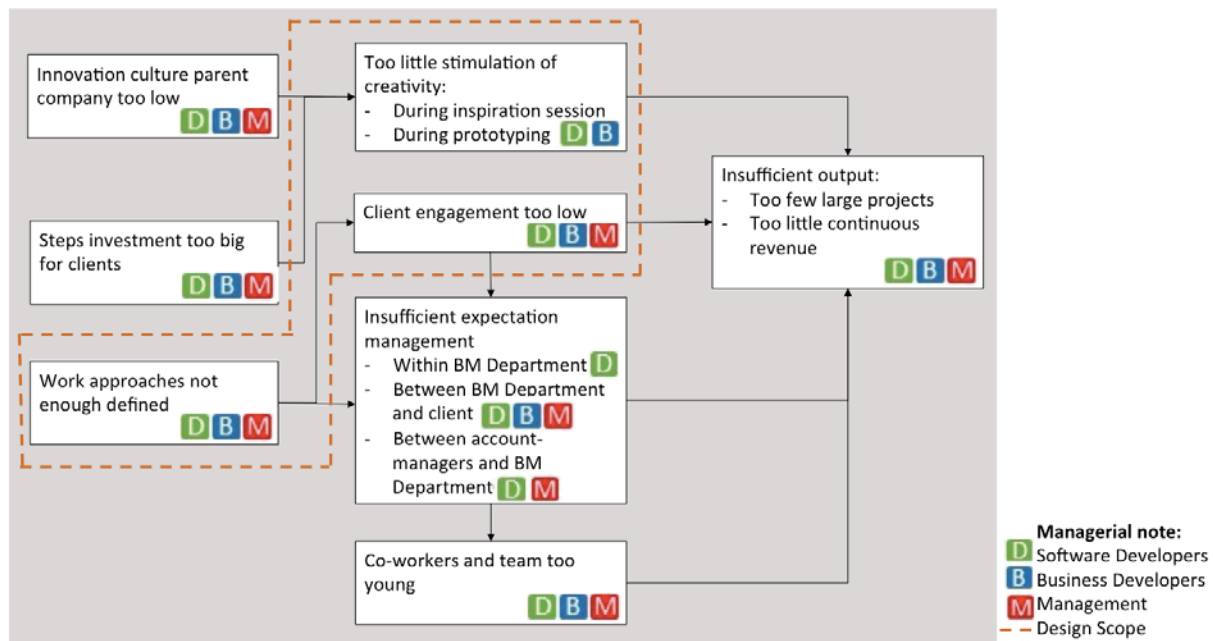 Innovation culture parent
company too low
D B M
Too little stimulation of
creativity:
- During inspiration session
- During prototyping D B
Steps investment too big
for clients
D B M
Client engagement too low
D B M
Insufficient output:
- Too few large projects
- Too little continuous
revenue
D B M
Work approaches not
enough defined
D B M
Insufficient expectation
management
- Within BM Department D
- Between BM Department
and client D B M
- Between account-
managers and BM
Department D M
Co-workers and team too
young
D B M
Managerial note:
D Software Developers
B Business Developers
M Management
Design Scope